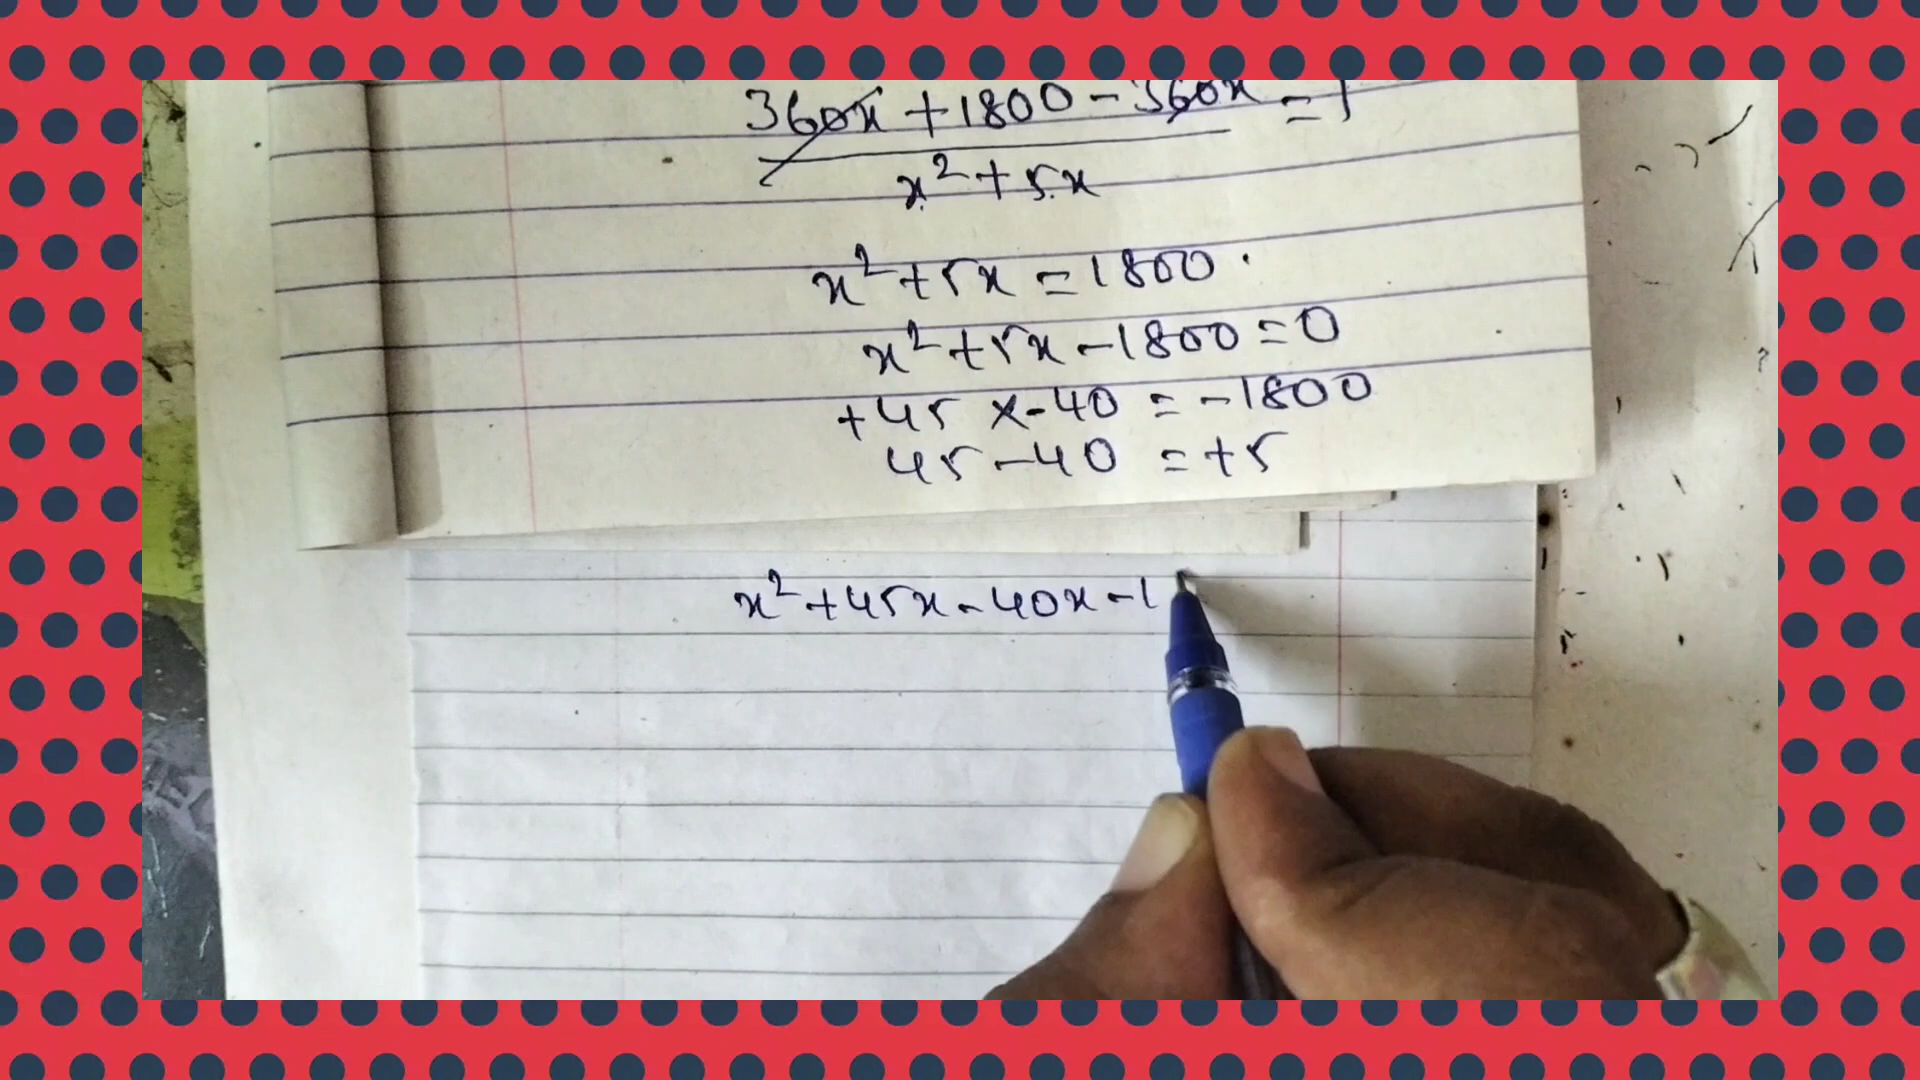 360x + 1800 - 360x = 1
x² + 5x
x² + 5x = 1800
x² + 5x - 1800 = 0
+ 45 x - 40 = - 1800
45 - 40 = + 5
x² + 45x - 40x - 1